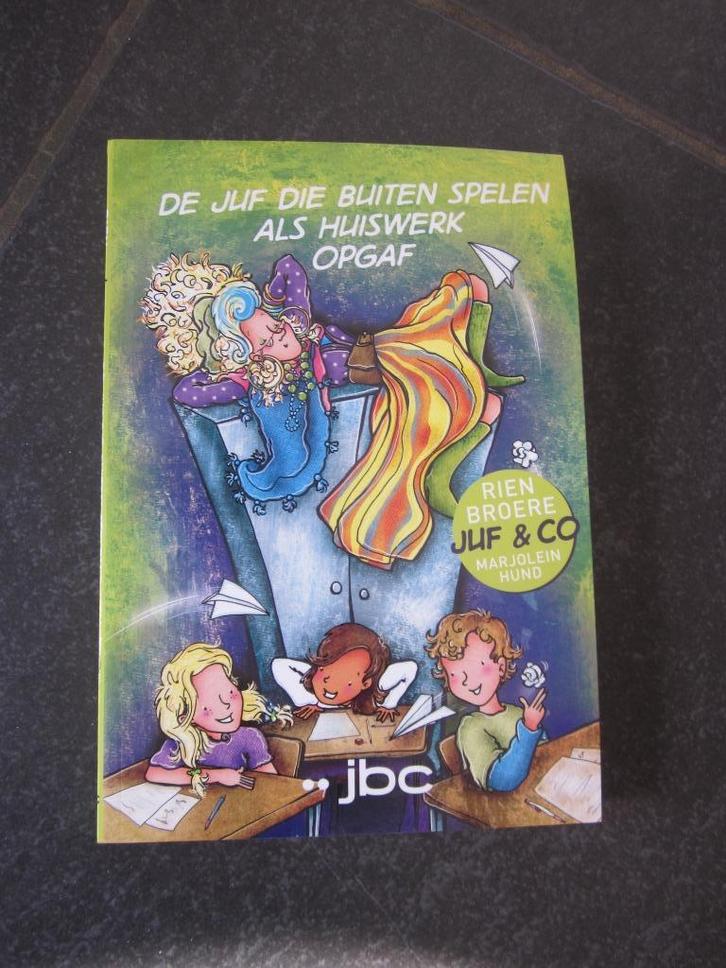 DE JUF DIE BUITEN SPELEN
ALS HUISWERK
OPGAF
RIEN
BROERE
JUF & CO
MARJOLEIN
HUND
jbc